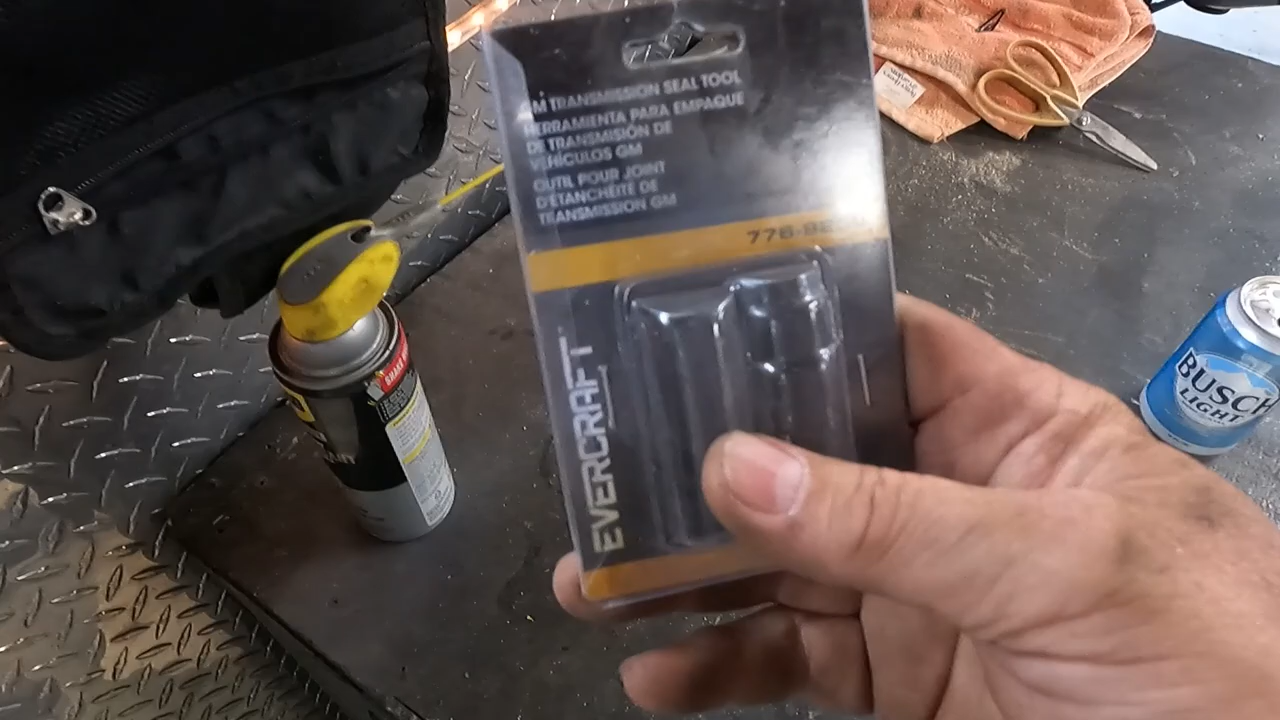 GM TRANSMISSION SEAL TOOL
HERRAMIENTA PARA EMPAQUE
DE TRANSMISIÓN DE
VEHÍCULOS GM
OUTIL POUR JOINT
D'ÉTANCHÉITÉ DE
TRANSMISSION GM
EVERCRAFT
BUSCH
LIGHT